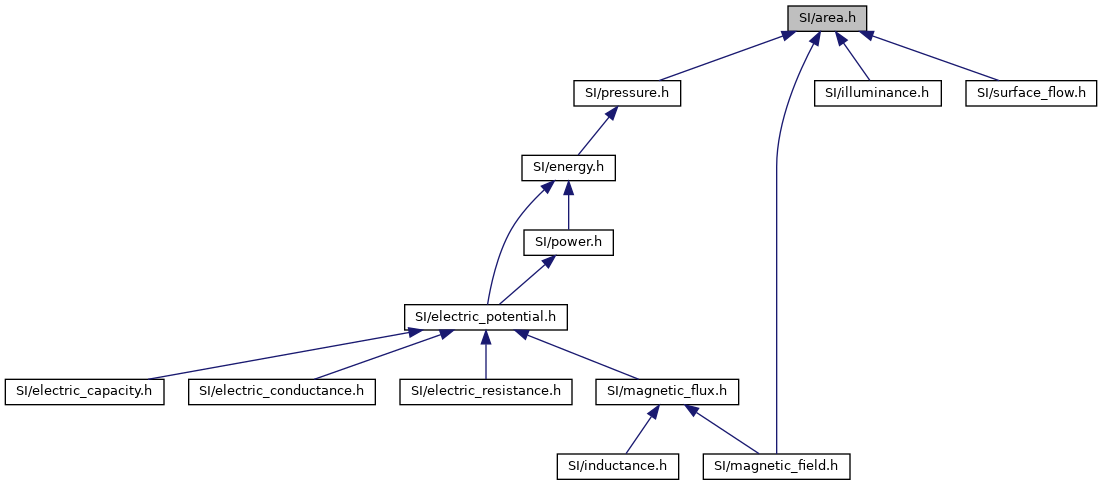 SI/area.h
SI/pressure.h
SI/illuminance.h
SI/surface_flow.h
SI/energy.h
SI/power.h
SI/electric_potential.h
SI/electric_capacity.h
SI/electric_conductance.h
SI/electric_resistance.h
SI/magnetic_flux.h
SI/inductance.h
SI/magnetic_field.h